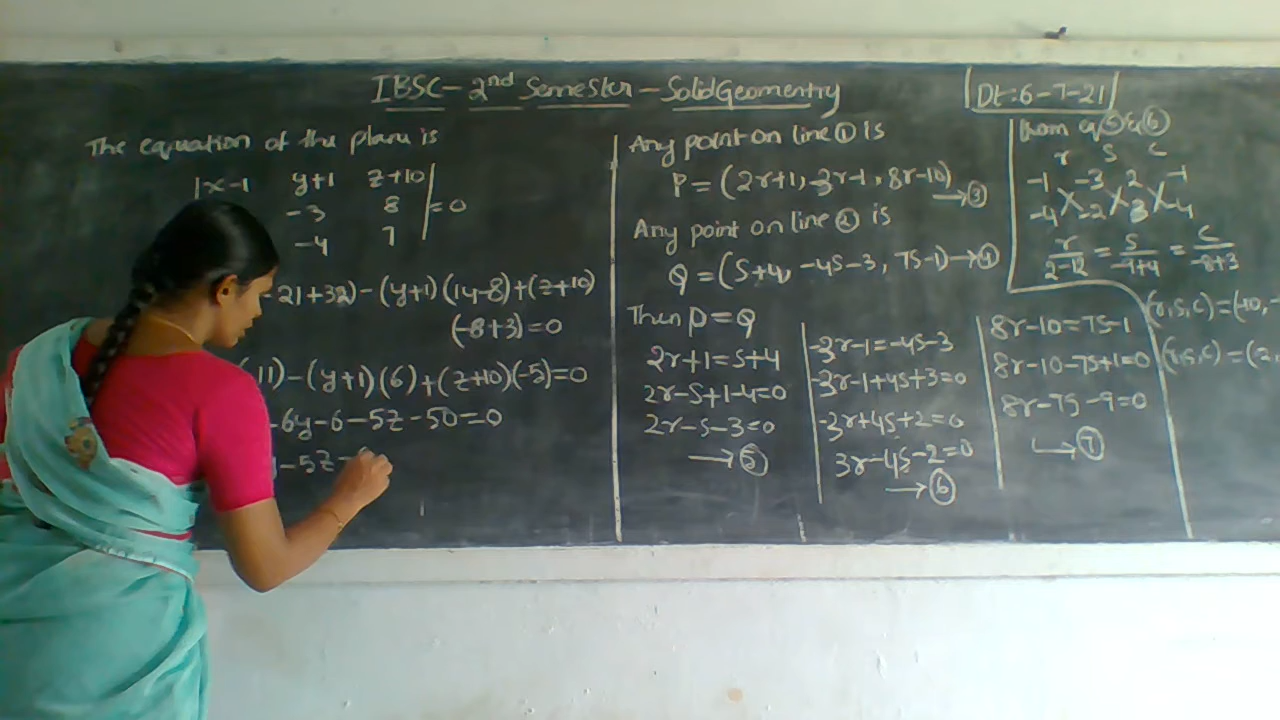 IBSC - 2nd Semester - Solid Geometry
Dt: 6-7-21
The equation of the plane is
|x-1 y+1 z+10|
-3 8 | = 0
-4 7
-21+32) - (y+1)(14-8)+(z+10)
(-8+3)=0
11) - (y+1)(6)+(z+10)(-5)=0
-6y-6-5z-50=0
-5z-
Any point on line ① is
P = (2r+1, -3r-1, 8r-10) → ③
Any point on line ② is
Q = (s+4, -4s-3, 7s-1) → ④
Then P = Q
2r+1=s+4
2r-s+1-4=0
2r-s-3=0
→ ⑤
-3r-1=-4s-3
-3r-1+4s+3=0
-3r+4s+2=0
3r-4s-2=0
→ ⑥
8r-10=7s-1
8r-10-7s+1=0
8r-7s-9=0
→ ⑦
from eq ⑤ & ⑥
r s c
-1 -3 2 -1
-4 -2 3 -4
r/2-12 = s/-9+4 = c/-8+3
(r,s,c)=(-10,-
(r,s,c)=(2,